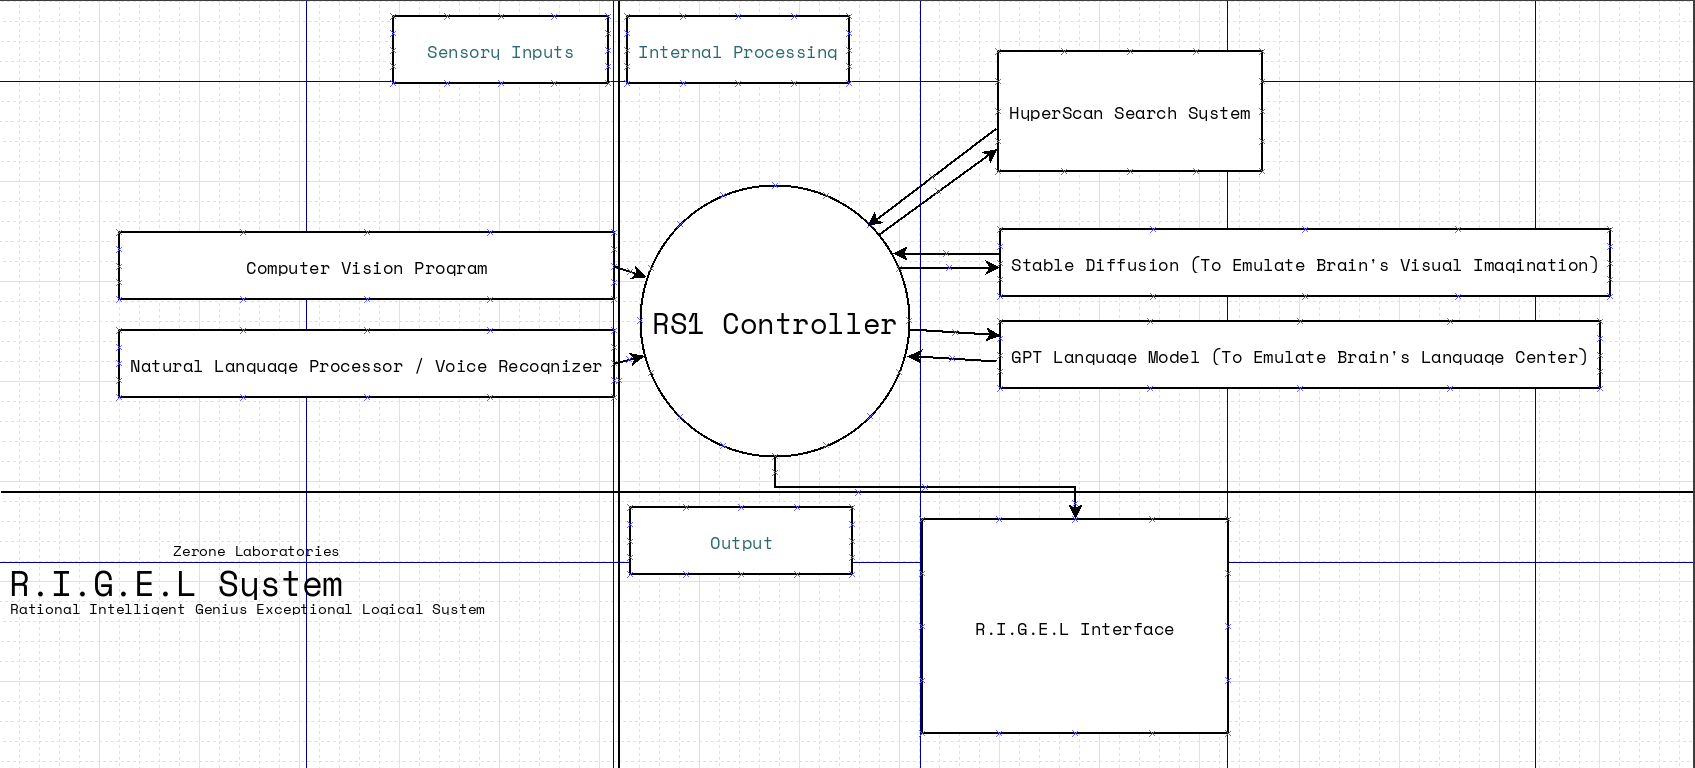 Sensory Inputs
Internal Processing
HyperScan Search System
Computer Vision Program
Stable Diffusion (To Emulate Brain's Visual Imagination)
RS1 Controller
Natural Language Processor / Voice Recognizer
GPT Language Model (To Emulate Brain's Language Center)
Output
Zerone Laboratories
R.I.G.E.L System
Rational Intelligent Genius Exceptional Logical System
R.I.G.E.L Interface